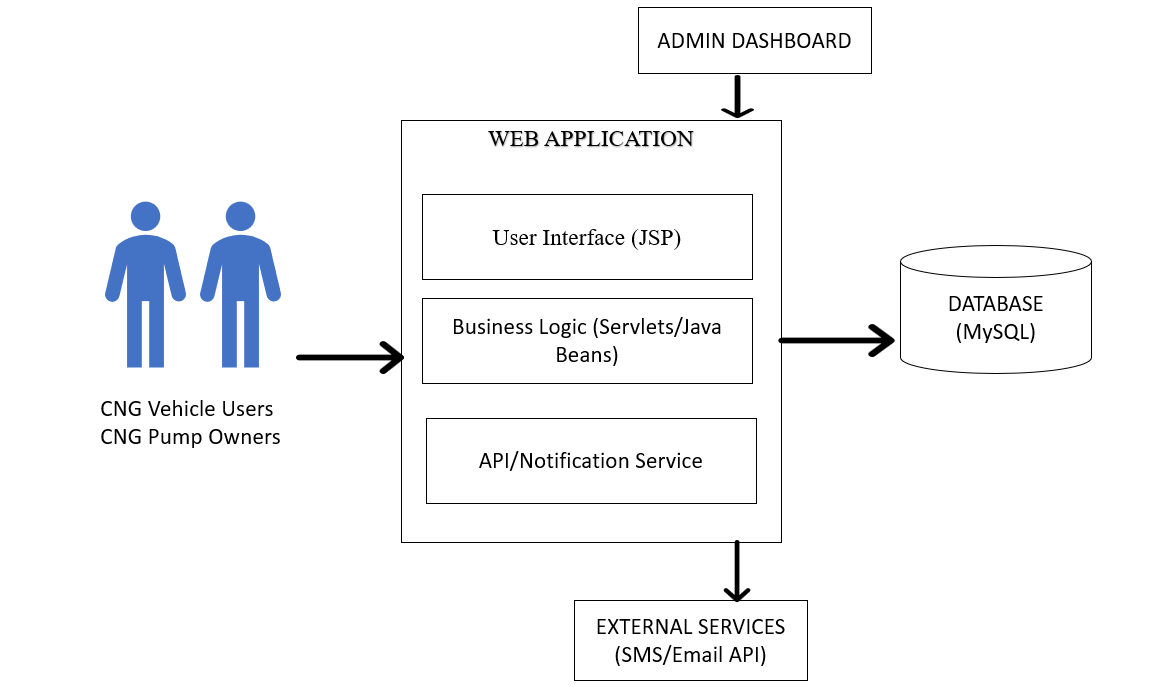 ADMIN DASHBOARD
WEB APPLICATION
User Interface (JSP)
Business Logic (Servlets/Java
Beans)
API/Notification Service
CNG Vehicle Users
CNG Pump Owners
DATABASE
(MySQL)
EXTERNAL SERVICES
(SMS/Email API)